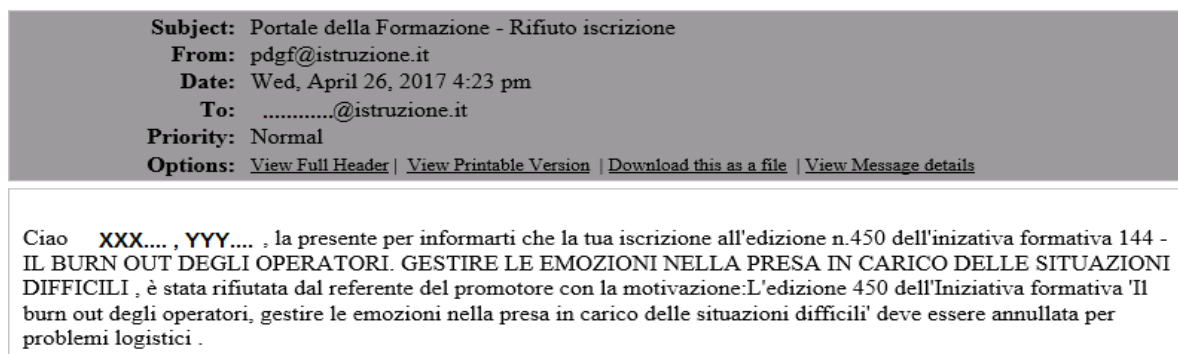 Subject: Portale della Formazione - Rifiuto iscrizione
From: pdgf@istruzione.it
Date: Wed, April 26, 2017 4:23 pm
To: ............@istruzione.it
Priority: Normal
Options: View Full Header | View Printable Version | Download this as a file | View Message details
Ciao XXX.... , YYY.... , la presente per informarti che la tua iscrizione all'edizione n.450 dell'inizativa formativa 144 -
IL BURN OUT DEGLI OPERATORI. GESTIRE LE EMOZIONI NELLA PRESA IN CARICO DELLE SITUAZIONI
DIFFICILI , è stata rifiutata dal referente del promotore con la motivazione:L'edizione 450 dell'Iniziativa formativa 'Il
burn out degli operatori, gestire le emozioni nella presa in carico delle situazioni difficili' deve essere annullata per
problemi logistici .